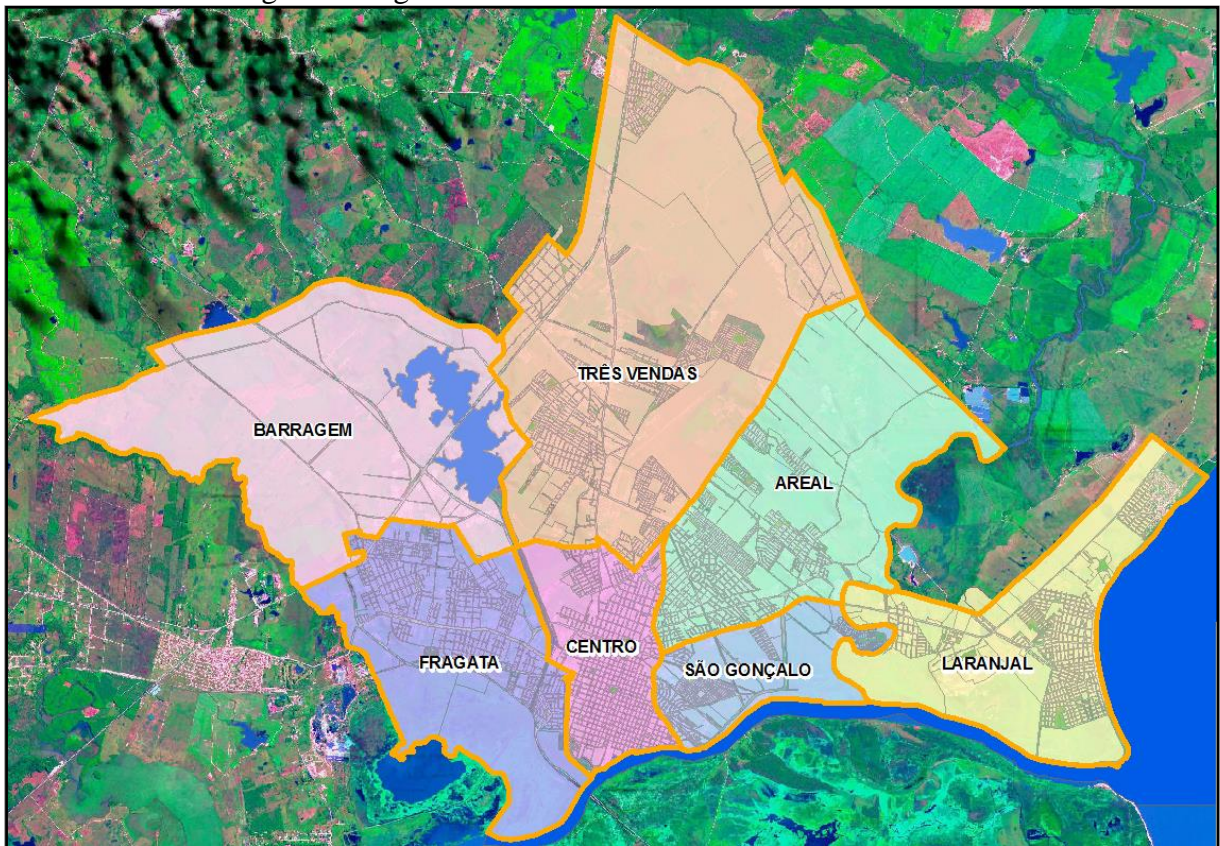 TRÊS VENDAS
BARRAGEM
AREAL
CENTRO
FRAGATA
SÃO GONÇALO
LARANJAL